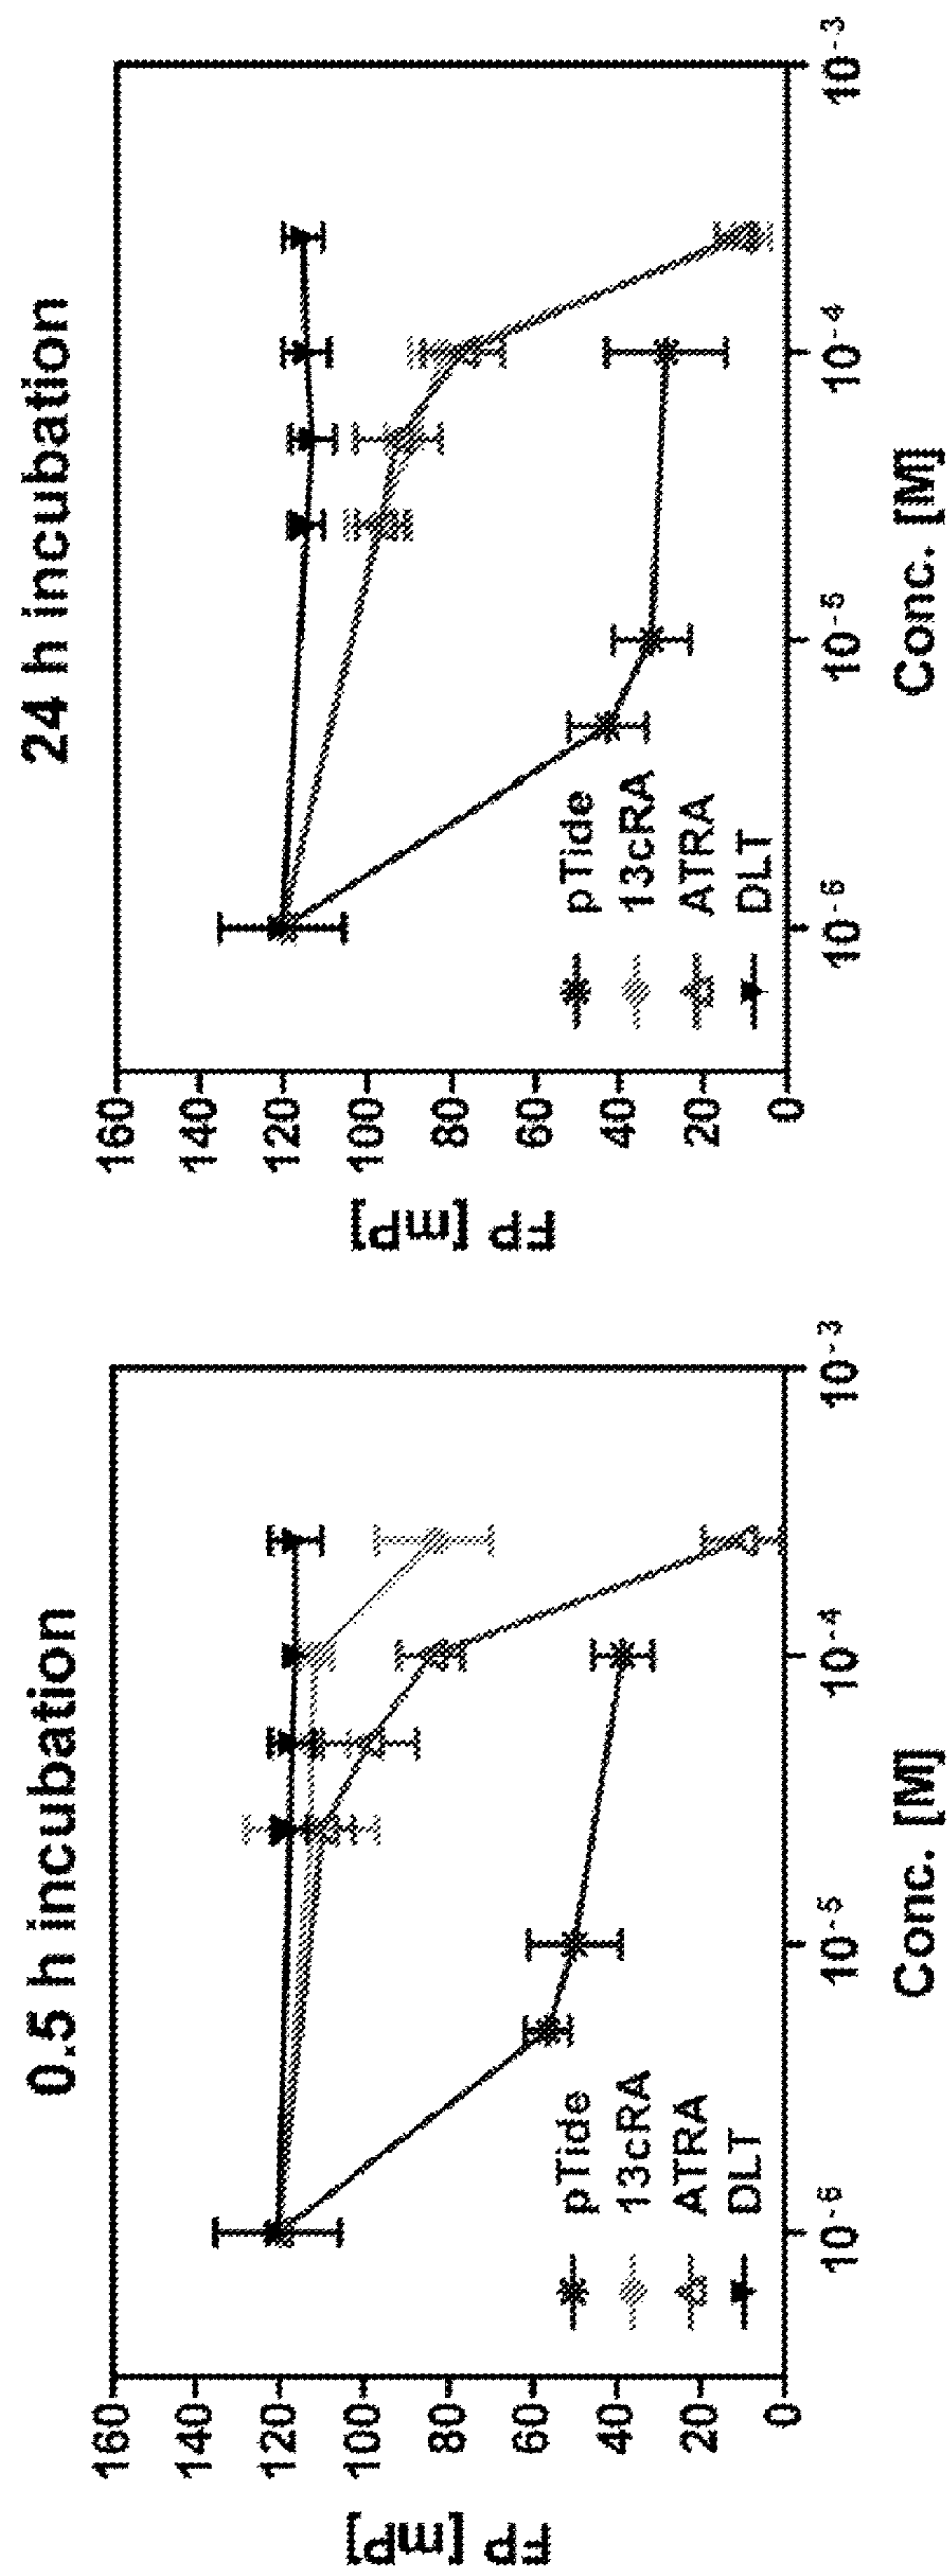 0.5 h incubation
FP [mP]
160
140
120
100
80
60
40
20
0
pTide
13cRA
ATRA
DLT
10-6
10-5
10-4
10-3
Conc. [M]
24 h incubation
FP [mP]
160
140
120
100
80
60
40
20
0
pTide
13cRA
ATRA
DLT
10-6
10-5
10-4
10-3
Conc. [M]